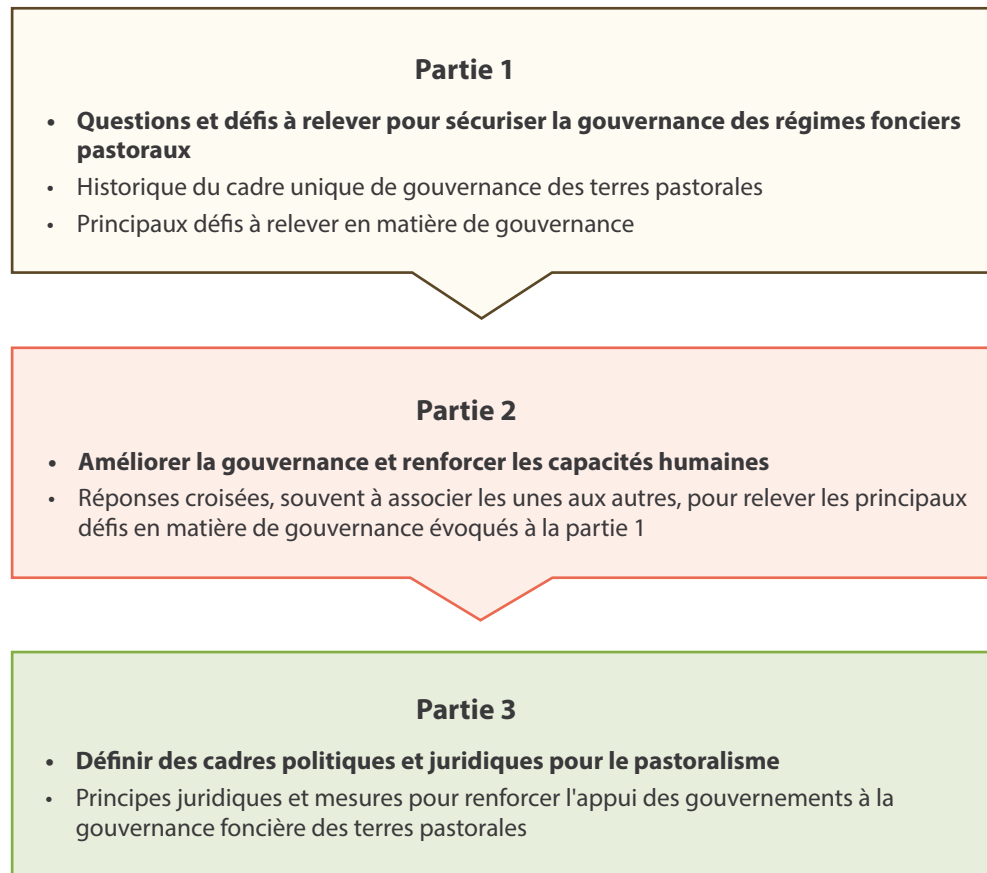 Partie 1
• Questions et défis à relever pour sécuriser la gouvernance des régimes fonciers
pastoraux
• Historique du cadre unique de gouvernance des terres pastorales
• Principaux défis à relever en matière de gouvernance
Partie 2
• Améliorer la gouvernance et renforcer les capacités humaines
• Réponses croisées, souvent à associer les unes aux autres, pour relever les principaux
défis en matière de gouvernance évoqués à la partie 1
Partie 3
• Définir des cadres politiques et juridiques pour le pastoralisme
• Principes juridiques et mesures pour renforcer l'appui des gouvernements à la
gouvernance foncière des terres pastorales